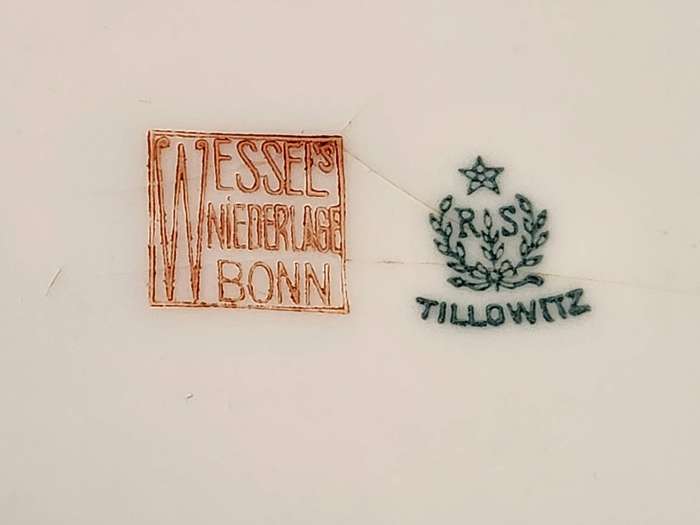 WESSEL'S
NIEDERLAGE
BONN
R S
TILLOWITZ